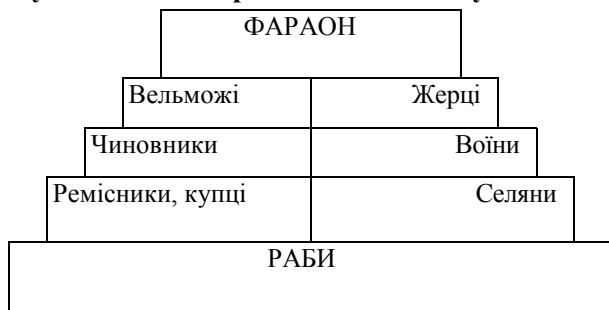 ФАРАОН
Вельможі Жерці
Чиновники Воїни
Ремісники, купці Селяни
РАБИ